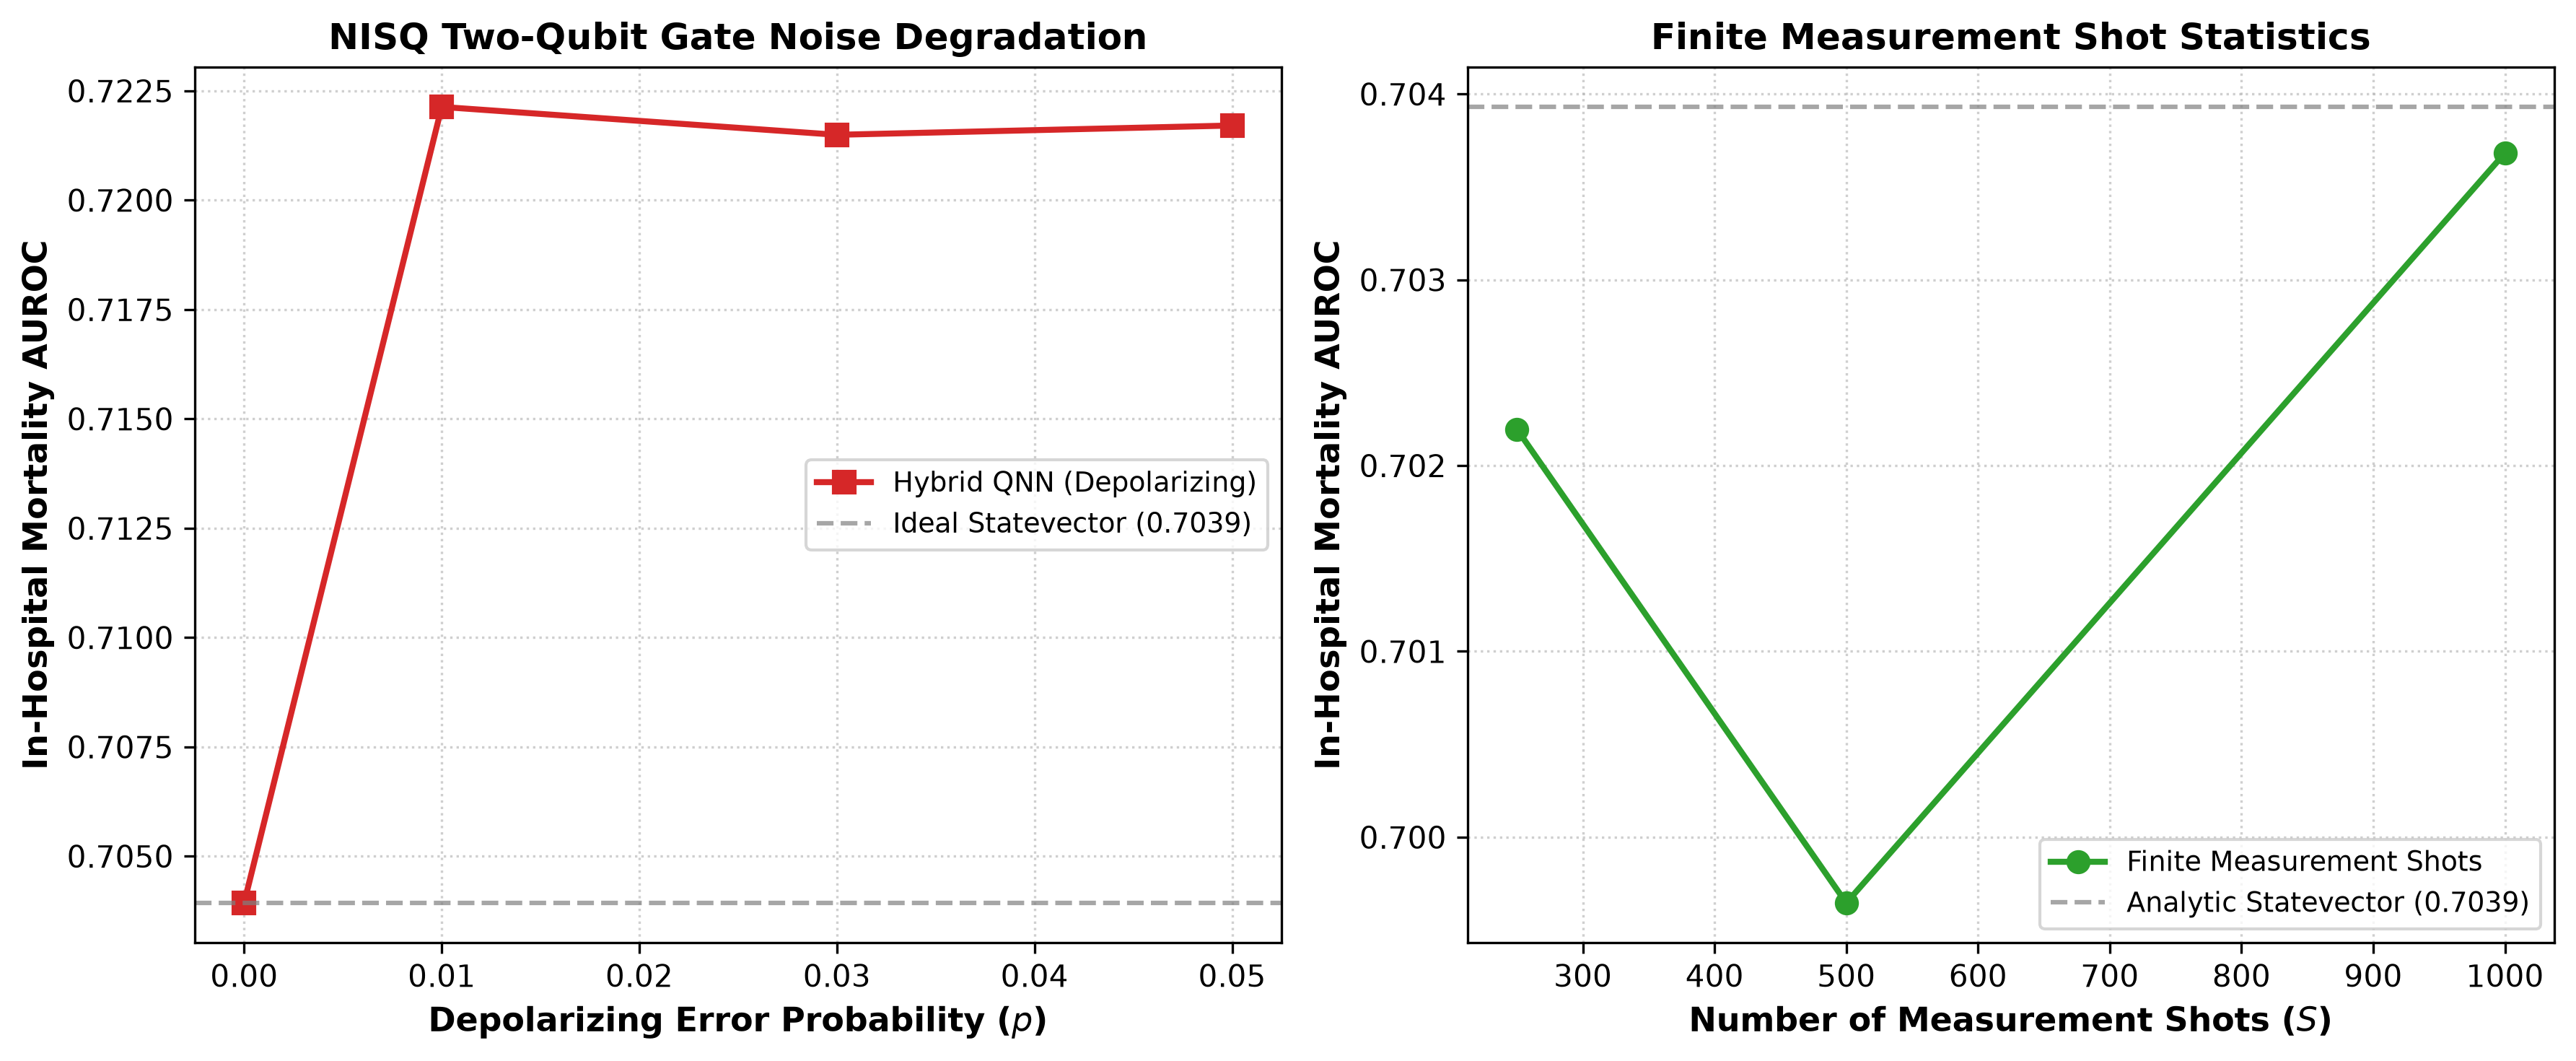 NISQ Two-Qubit Gate Noise Degradation
In-Hospital Mortality AUROC
0.7225
0.7200
0.7175
0.7150
0.7125
0.7100
0.7075
0.7050
Hybrid QNN (Depolarizing)
Ideal Statevector (0.7039)
0.00 0.01 0.02 0.03 0.04 0.05
Depolarizing Error Probability (p)
Finite Measurement Shot Statistics
In-Hospital Mortality AUROC
0.704
0.703
0.702
0.701
0.700
Finite Measurement Shots
Analytic Statevector (0.7039)
300 400 500 600 700 800 900 1000
Number of Measurement Shots (S)